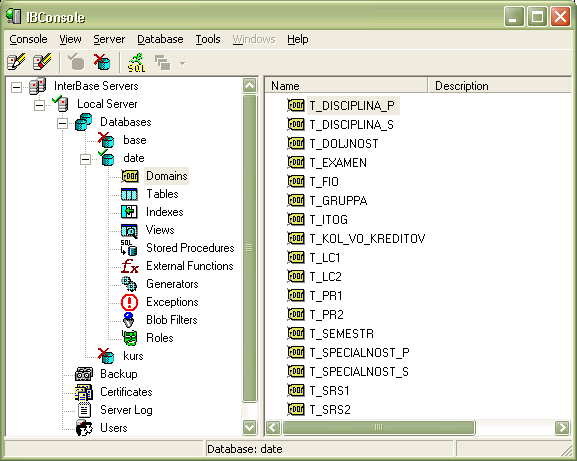 IBConsole
Console View Server Database Tools Windows Help
SQL
InterBase Servers
Local Server
Databases
base
date
Domains
Tables
Indexes
Views
Stored Procedures
External Functions
Generators
Exceptions
Blob Filters
Roles
kurs
Backup
Certificates
Server Log
Users
Name Description
T_DISCIPLINA_P
T_DISCIPLINA_S
T_DOLJNOST
T_EXAMEN
T_FIO
T_GRUPPA
T_ITOG
T_KOL_VO_KREDITOV
T_LC1
T_LC2
T_PR1
T_PR2
T_SEMESTR
T_SPECIALNOST_P
T_SPECIALNOST_S
T_SRS1
T_SRS2
Database: date